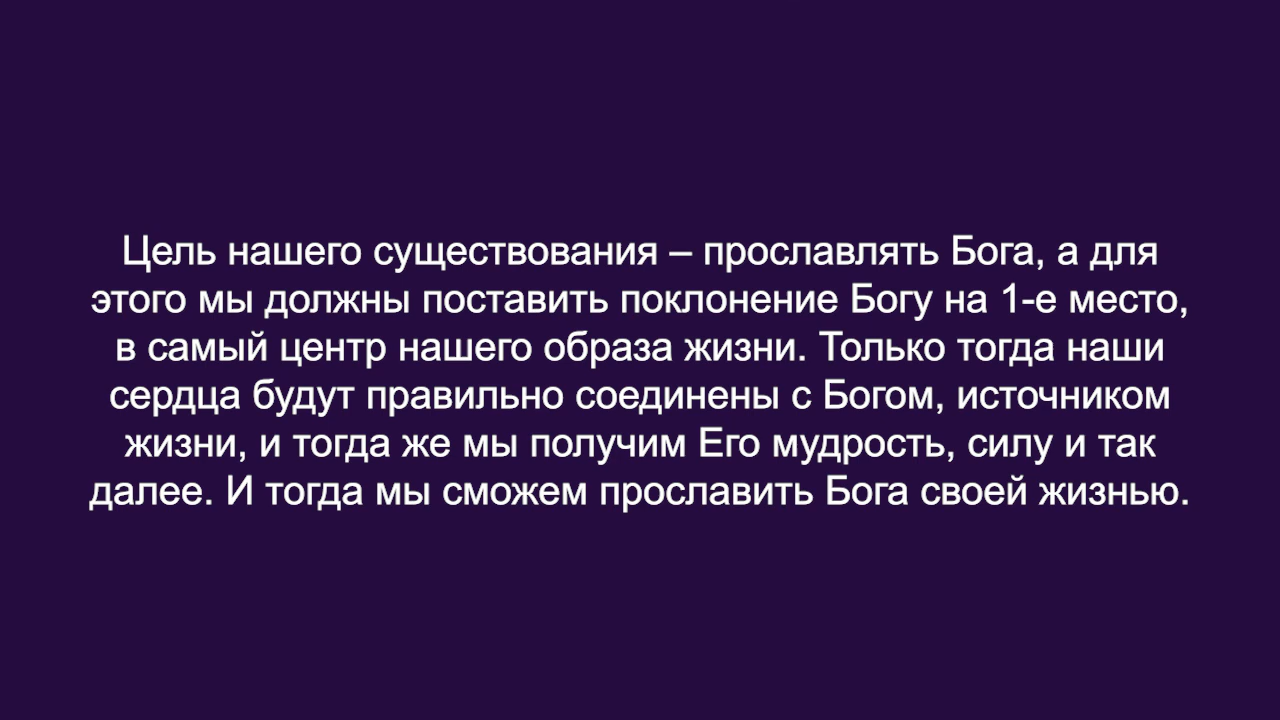 Цель нашего существования – прославлять Бога, а для
этого мы должны поставить поклонение Богу на 1-е место,
в самый центр нашего образа жизни. Только тогда наши
сердца будут правильно соединены с Богом, источником
жизни, и тогда же мы получим Его мудрость, силу и так
далее. И тогда мы сможем прославить Бога своей жизнью.